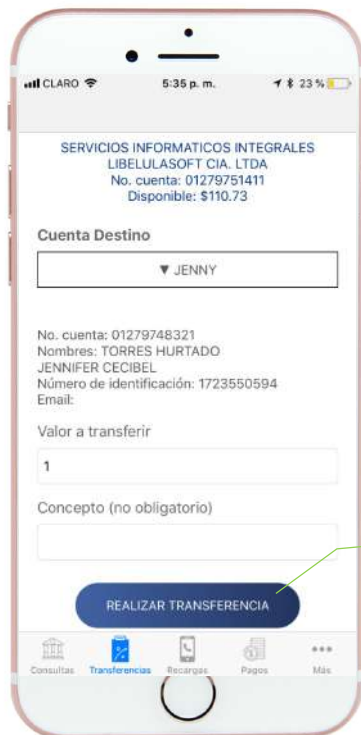 CLARO 5:35 p. m. 23 %
SERVICIOS INFORMATICOS INTEGRALES
LIBELULASOFT CIA. LTDA
No. cuenta: 01279751411
Disponible: $110.73
Cuenta Destino
▼ JENNY
No. cuenta: 01279748321
Nombres: TORRES HURTADO
JENNIFER CECIBEL
Número de identificación: 1723550594
Email:
Valor a transferir
1
Concepto (no obligatorio)
REALIZAR TRANSFERENCIA
Consultas Transferencias Recargas Pagos Más